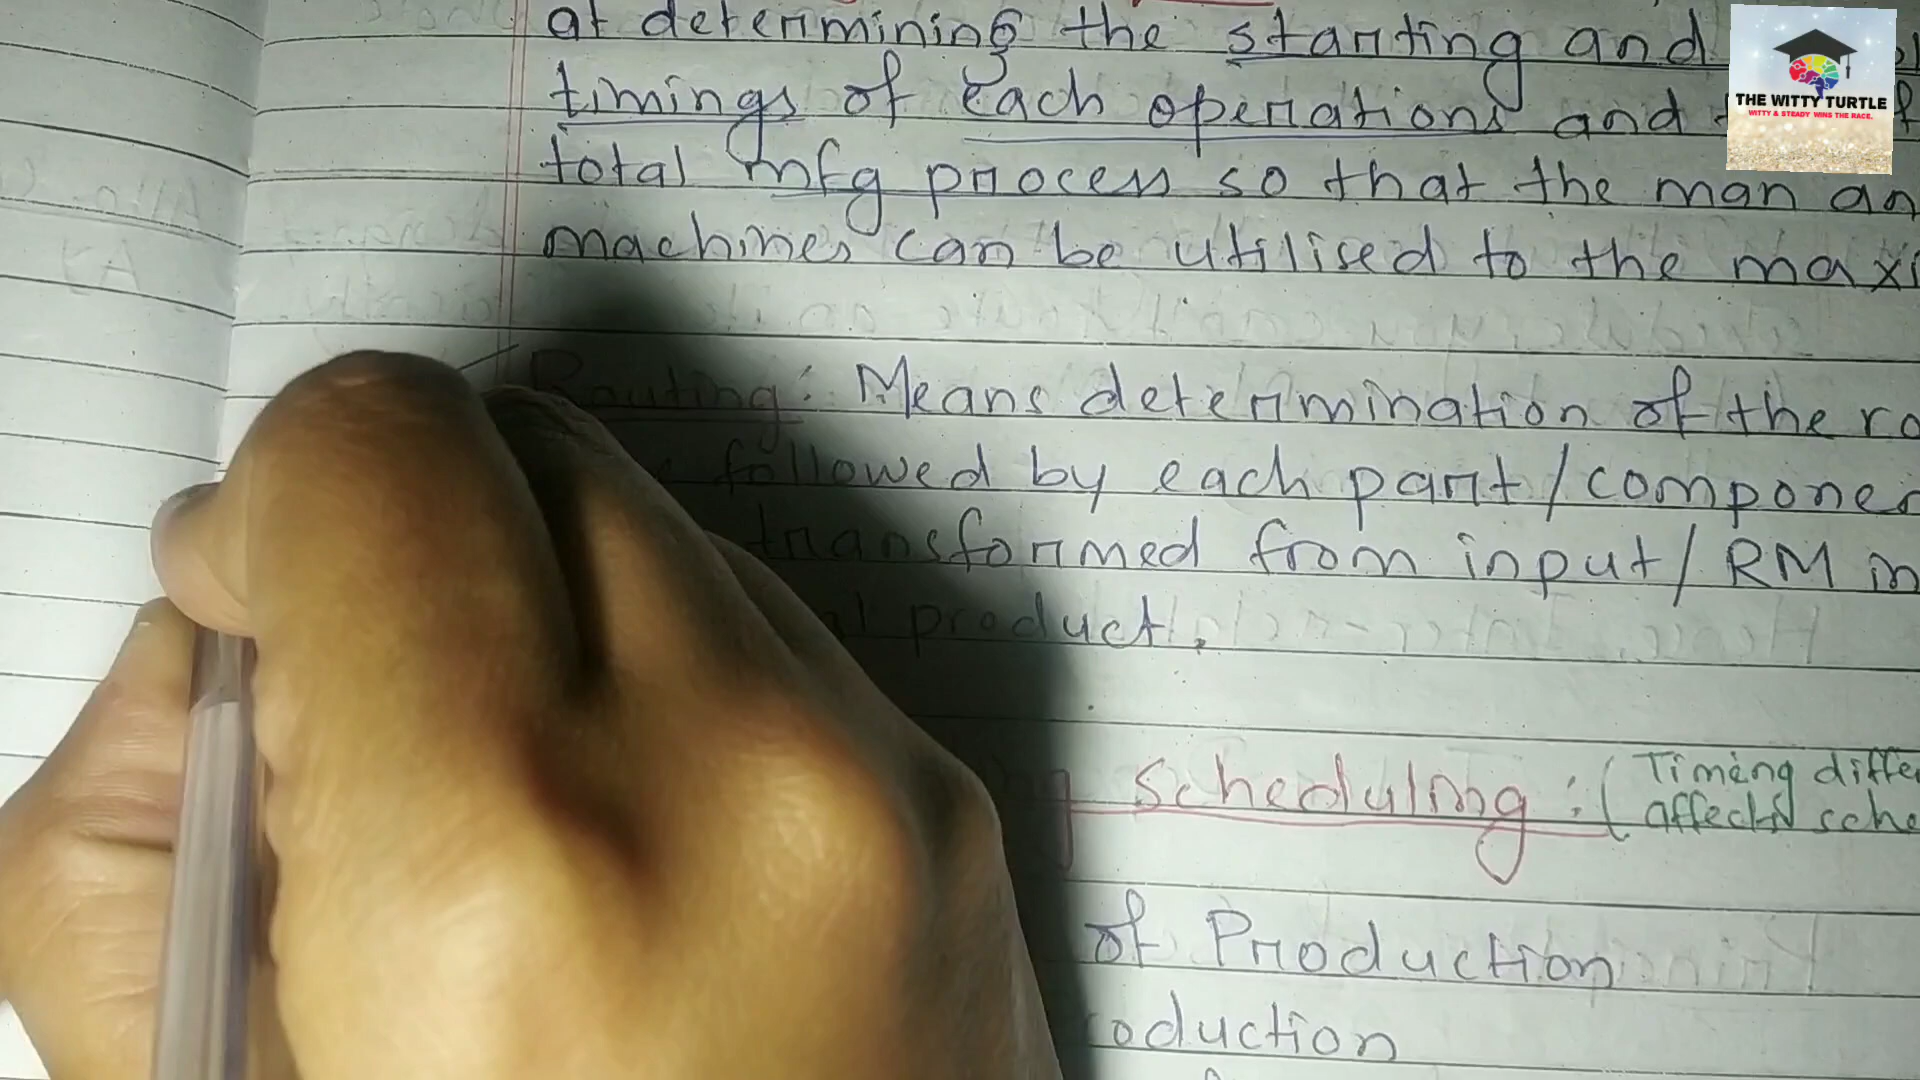 at determining the starting and
timings of each operations and
total mfg process so that the man an
machines can be utilised to the maxi
Routing: Means determination of the ro
followed by each part/componen
transformed from input/RM in
product.
Scheduling: (Timing differ
affects sche
of Production
oduction
THE WITTY TURTLE
WITTY & STEADY WINS THE RACE.